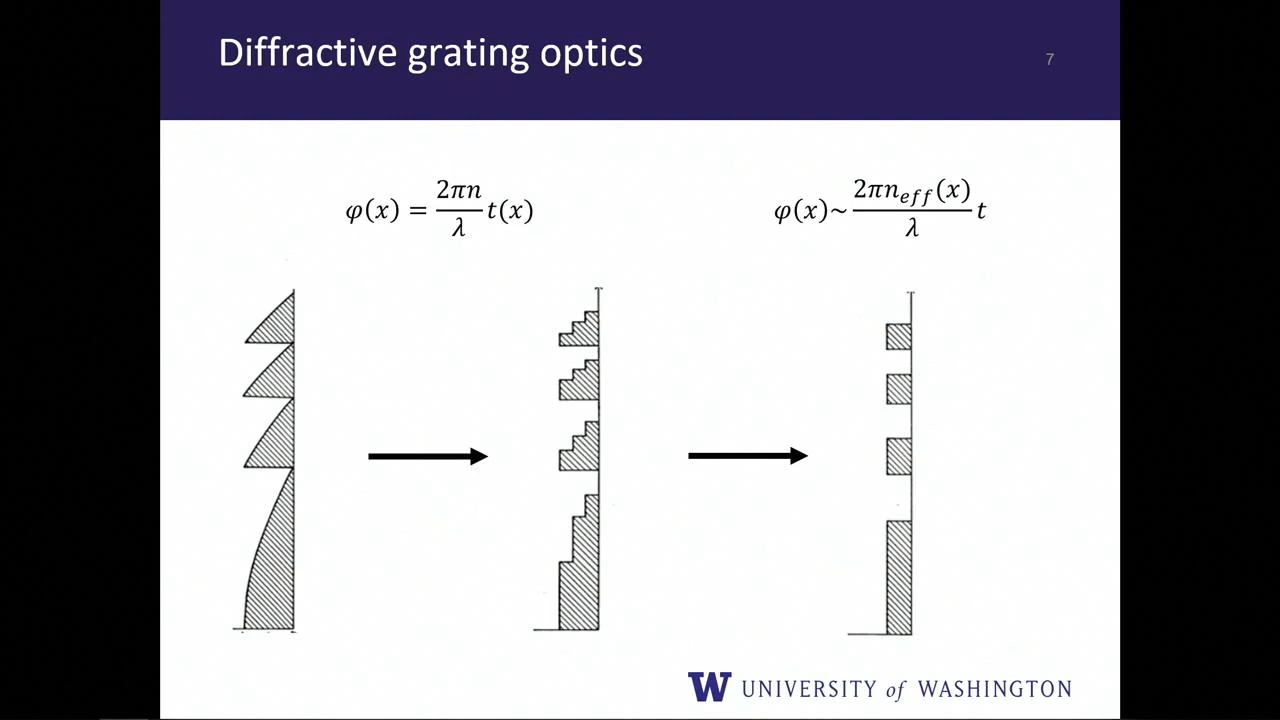 Diffractive grating optics
7
φ(x) = 2πn/λ t(x)
φ(x)~ 2πn_eff(x)/λ t
W UNIVERSITY of WASHINGTON